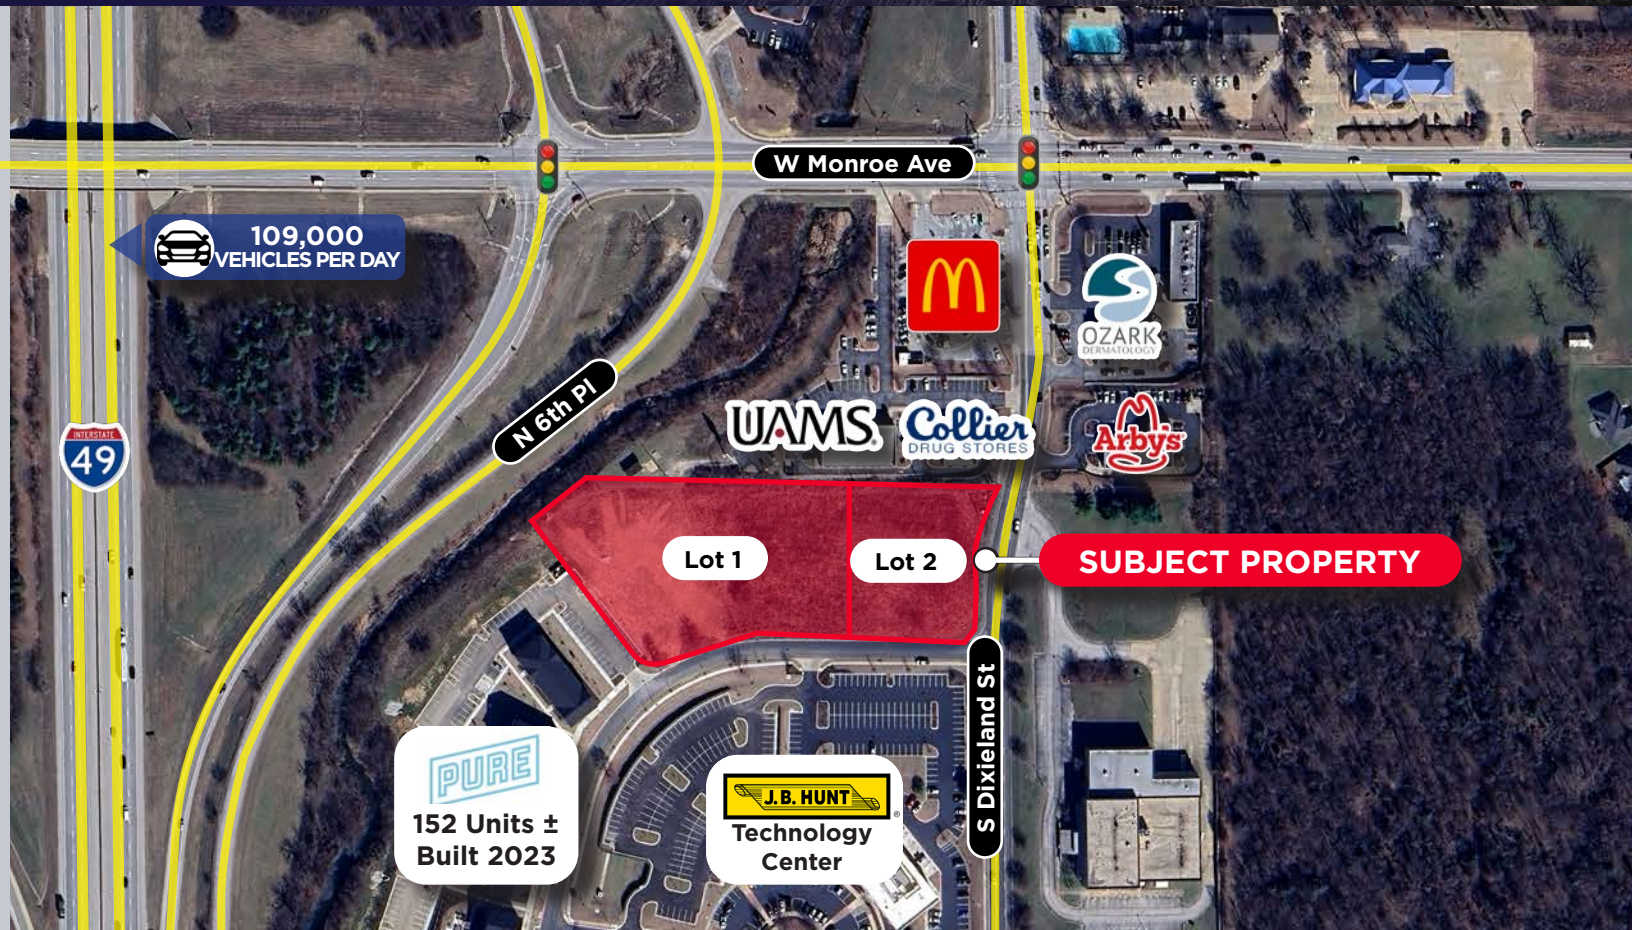 W Monroe Ave
109,000
VEHICLES PER DAY
OZARK
DERMATOLOGY
N 6th Pl
UAMS
Collier
DRUG STORES
Arby's
INTERSTATE
49
Lot 1
Lot 2
SUBJECT PROPERTY
S Dixieland St
PURE
152 Units ±
Built 2023
J.B. HUNT
Technology
Center